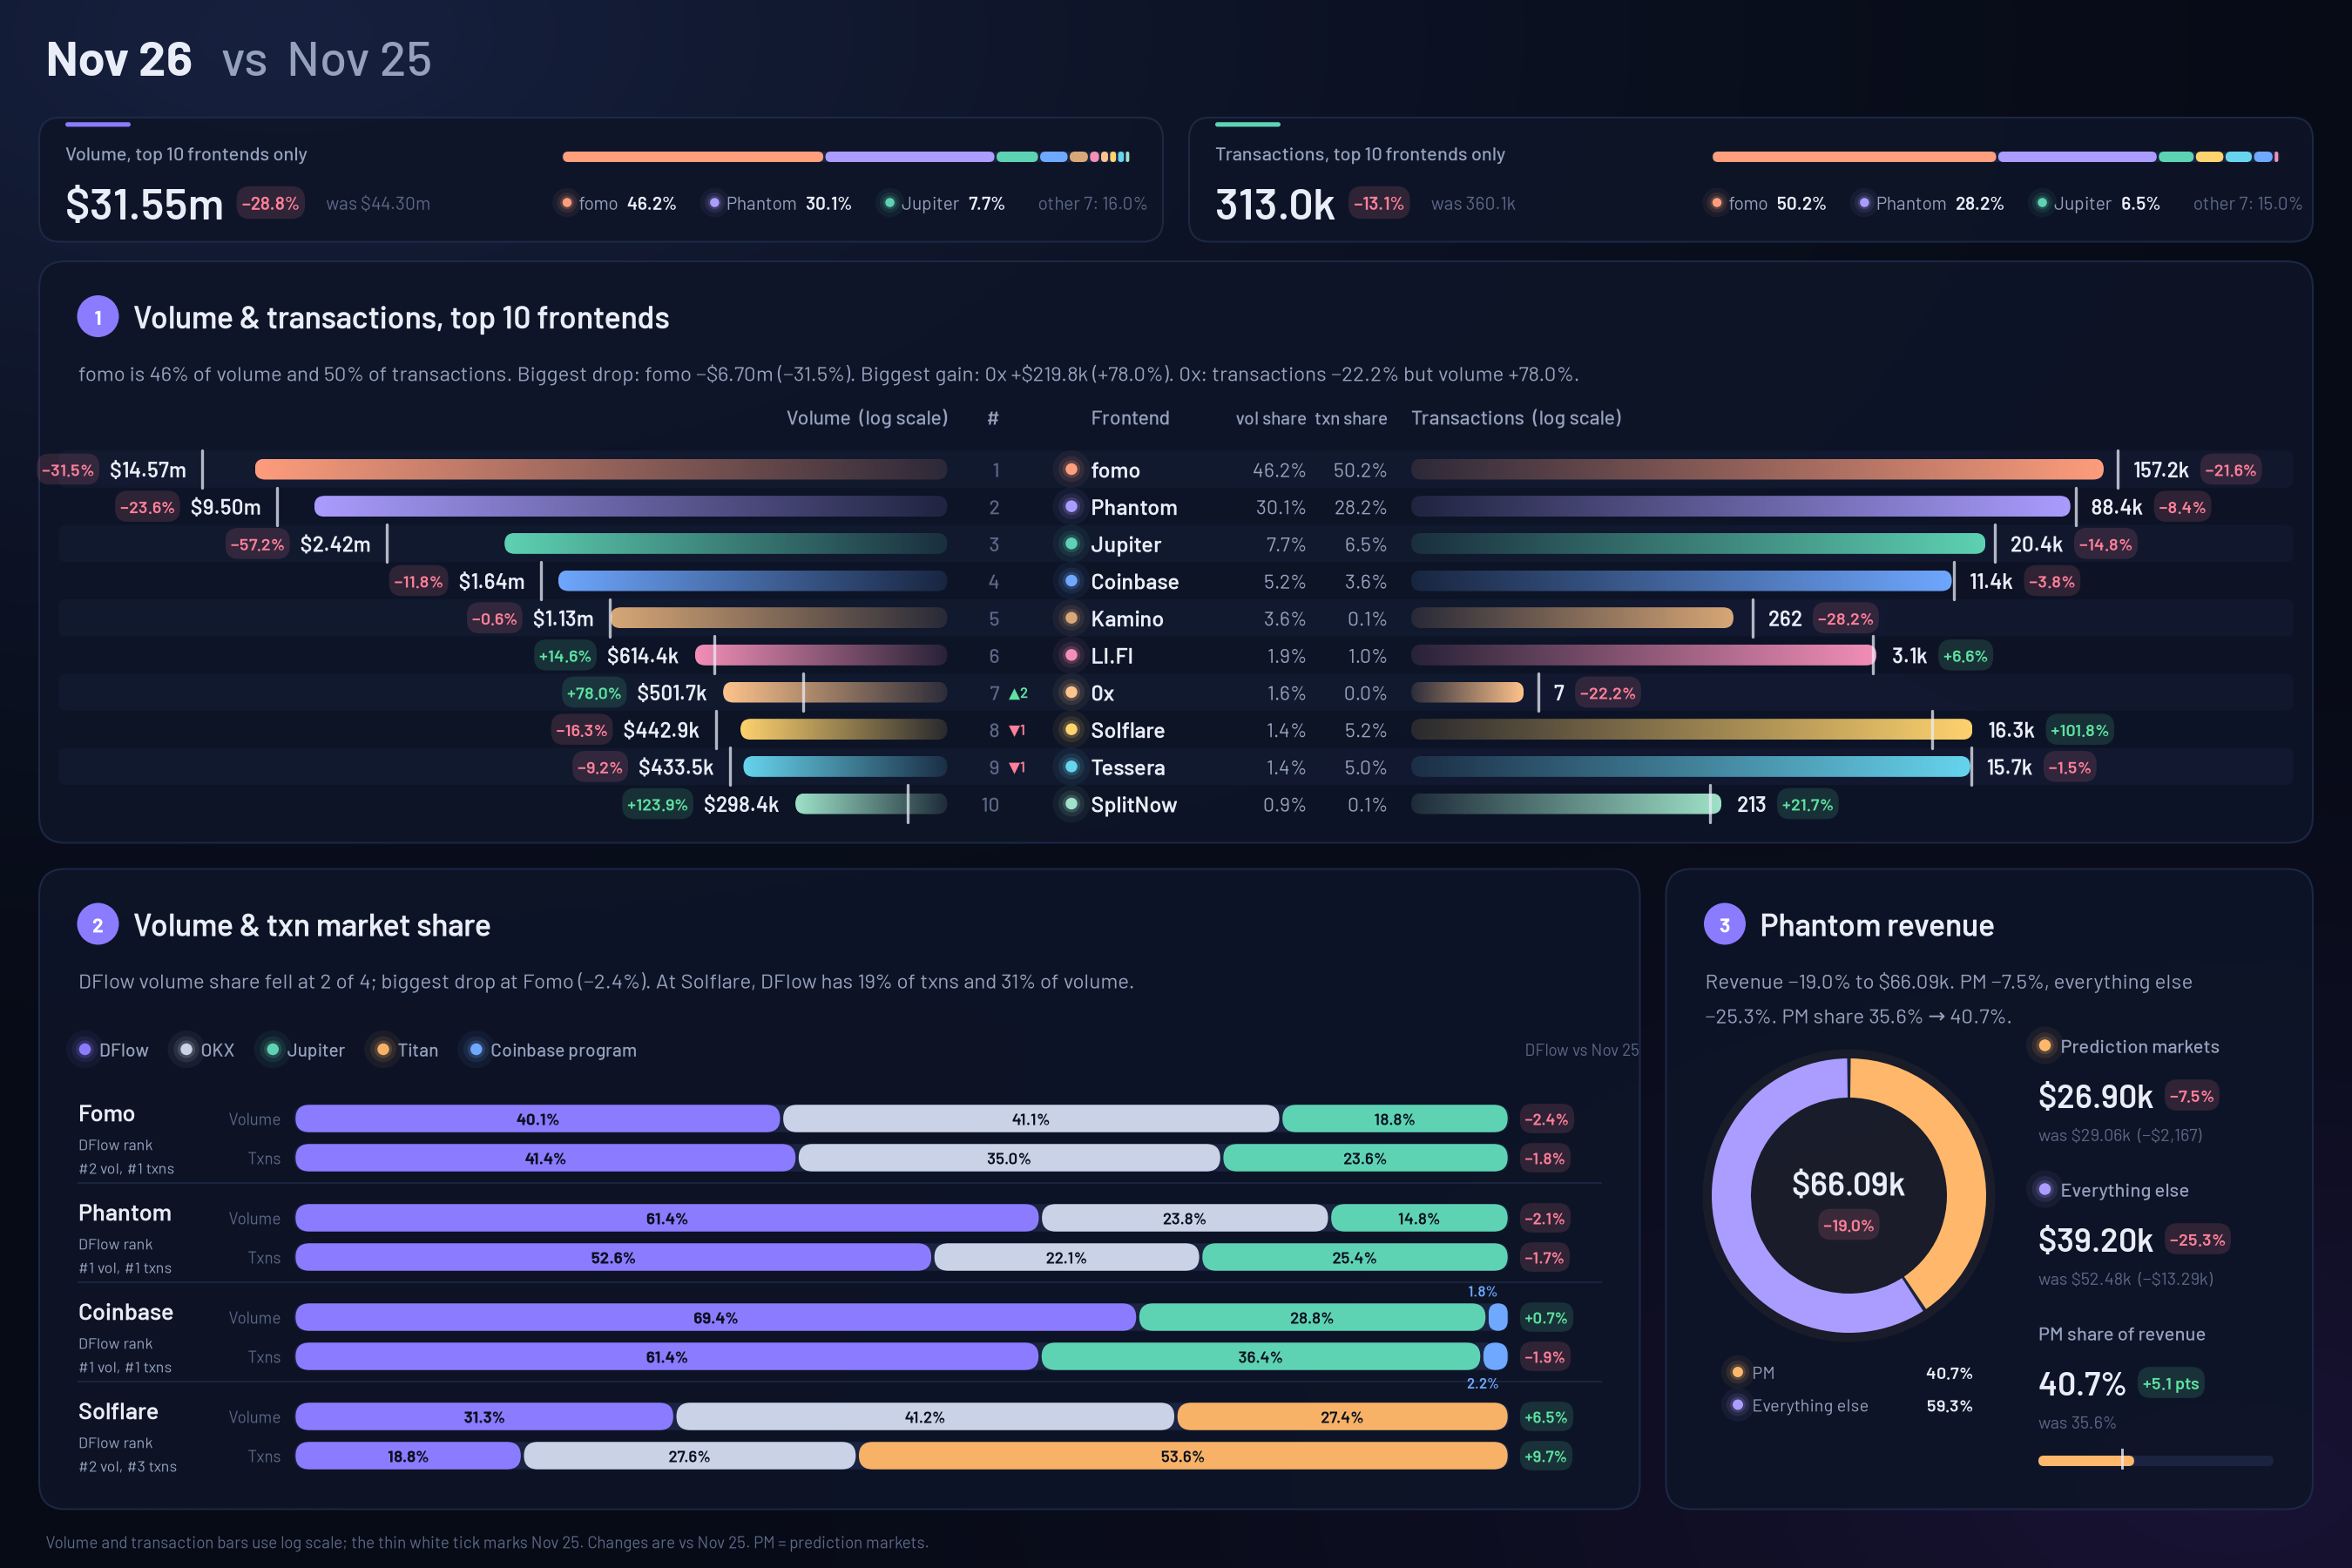 Nov 26 vs Nov 25
Volume, top 10 frontends only
$31.55m −28.8% was $44.30m
fomo 46.2% Phantom 30.1% Jupiter 7.7% other 7: 16.0%
Transactions, top 10 frontends only
313.0k −13.1% was 360.1k
fomo 50.2% Phantom 28.2% Jupiter 6.5% other 7: 15.0%
1 Volume & transactions, top 10 frontends
fomo is 46% of volume and 50% of transactions. Biggest drop: fomo −$6.70m (−31.5%). Biggest gain: 0x +$219.8k (+78.0%). 0x: transactions −22.2% but volume +78.0%.
Volume (log scale) # Frontend vol share txn share Transactions (log scale)
−31.5% $14.57m 1 fomo 46.2% 50.2% 157.2k −21.6%
−23.6% $9.50m 2 Phantom 30.1% 28.2% 88.4k −8.4%
−57.2% $2.42m 3 Jupiter 7.7% 6.5% 20.4k −14.8%
−11.8% $1.64m 4 Coinbase 5.2% 3.6% 11.4k −3.8%
−0.6% $1.13m 5 Kamino 3.6% 0.1% 262 −28.2%
+14.6% $614.4k 6 LI.FI 1.9% 1.0% 3.1k +6.6%
+78.0% $501.7k 7 ▲2 0x 1.6% 0.0% 7 −22.2%
−16.3% $442.9k 8 ▼1 Solflare 1.4% 5.2% 16.3k +101.8%
−9.2% $433.5k 9 ▼1 Tessera 1.4% 5.0% 15.7k −1.5%
+123.9% $298.4k 10 SplitNow 0.9% 0.1% 213 +21.7%
2 Volume & txn market share
DFlow volume share fell at 2 of 4; biggest drop at Fomo (−2.4%). At Solflare, DFlow has 19% of txns and 31% of volume.
DFlow OKX Jupiter Titan Coinbase program
DFlow vs Nov 25
Fomo
DFlow rank
#2 vol, #1 txns
Volume 40.1% 41.1% 18.8% −2.4%
Txns 41.4% 35.0% 23.6% −1.8%
Phantom
DFlow rank
#1 vol, #1 txns
Volume 61.4% 23.8% 14.8% −2.1%
Txns 52.6% 22.1% 25.4% −1.7%
Coinbase
DFlow rank
#1 vol, #1 txns
1.8%
Volume 69.4% 28.8% +0.7%
Txns 61.4% 36.4% −1.9%
2.2%
Solflare
DFlow rank
#2 vol, #3 txns
Volume 31.3% 41.2% 27.4% +6.5%
Txns 18.8% 27.6% 53.6% +9.7%
3 Phantom revenue
Revenue −19.0% to $66.09k. PM −7.5%, everything else
−25.3%. PM share 35.6% → 40.7%.
$66.09k
−19.0%
PM 40.7%
Everything else 59.3%
Prediction markets
$26.90k −7.5%
was $29.06k (−$2,167)
Everything else
$39.20k −25.3%
was $52.48k (−$13.29k)
PM share of revenue
40.7% +5.1 pts
was 35.6%
Volume and transaction bars use log scale; the thin white tick marks Nov 25. Changes are vs Nov 25. PM = prediction markets.